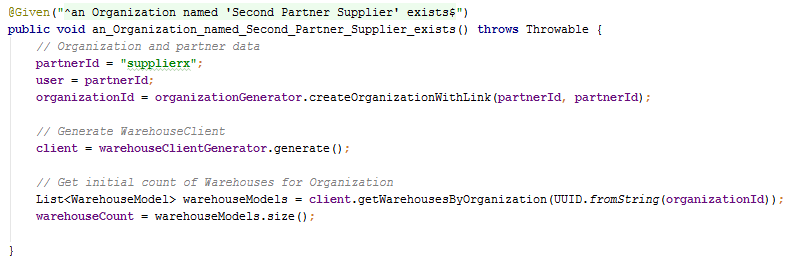 @Given("^an Organization named 'Second Partner Supplier' exists$")
public void an_Organization_named_Second_Partner_Supplier_exists() throws Throwable {
    // Organization and partner data
    partnerId = "supplierx";
    user = partnerId;
    organizationId = organizationGenerator.createOrganizationWithLink(partnerId, partnerId);

    // Generate WarehouseClient
    client = warehouseClientGenerator.generate();

    // Get initial count of Warehouses for Organization
    List<WarehouseModel> warehouseModels = client.getWarehousesByOrganization(UUID.fromString(organizationId));
    warehouseCount = warehouseModels.size();

}